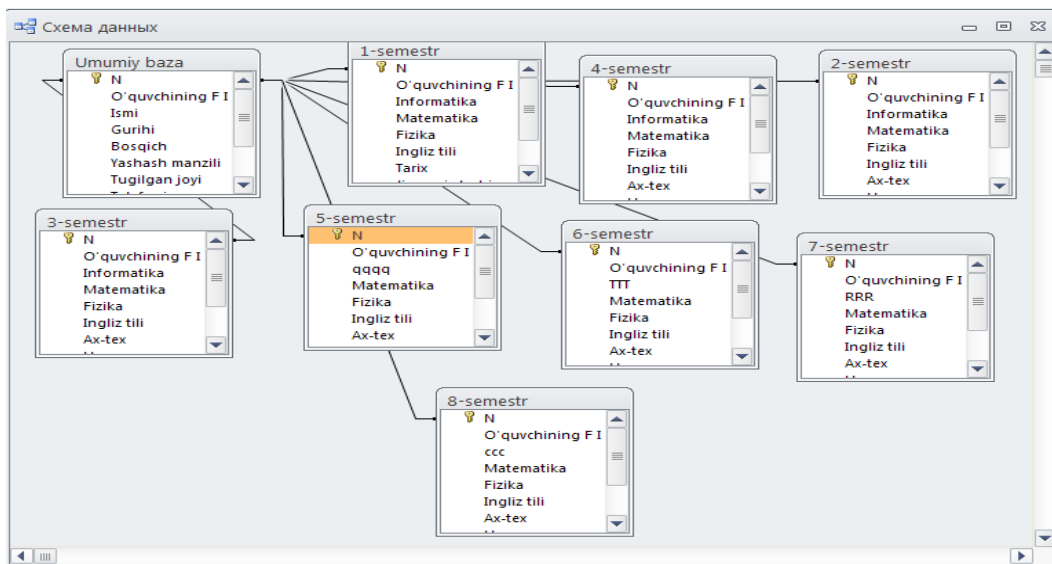 Схема данных
Umumiy baza
N
O'quvchining F I
Ismi
Gurihi
Bosqich
Yashash manzili
Tugilgan joyi
1-semestr
N
O'quvchining F I
Informatika
Matematika
Fizika
Ingliz tili
Tarix
4-semestr
N
O'quvchining F I
Informatika
Matematika
Fizika
Ingliz tili
Ax-tex
2-semestr
N
O'quvchining F I
Informatika
Matematika
Fizika
Ingliz tili
Ax-tex
3-semestr
N
O'quvchining F I
Informatika
Matematika
Fizika
Ingliz tili
Ax-tex
5-semestr
N
O'quvchining F I
qqqq
Matematika
Fizika
Ingliz tili
Ax-tex
6-semestr
N
O'quvchining F I
TTT
Matematika
Fizika
Ingliz tili
Ax-tex
7-semestr
N
O'quvchining F I
RRR
Matematika
Fizika
Ingliz tili
Ax-tex
8-semestr
N
O'quvchining F I
ccc
Matematika
Fizika
Ingliz tili
Ax-tex